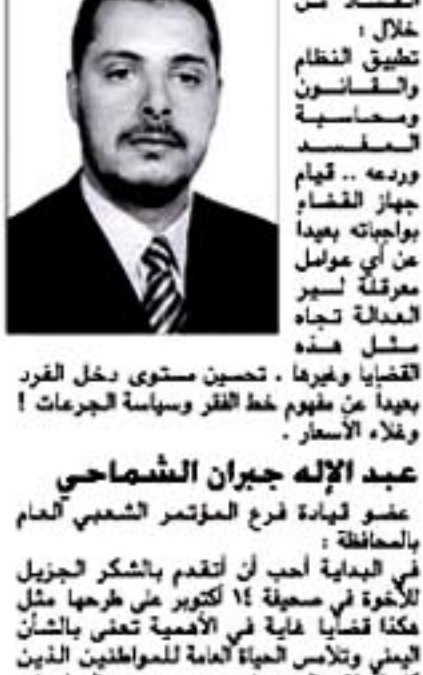 خلال :
تطبيق النظام
والقانون
ومحاسبة
المفسد
وردعه .. قيام
جهاز القضاء
بواجباته بعيداً
عن أي عوامل
معرقلة لسير
العدالة تجاه
مثل هذه
القضايا وغيرها . تحسين مستوى دخل الفرد
بعيداً عن مفهوم خط الفقر وسياسة الجرعات !
وغلاء الأسعار .
عبد الإله جبران الشماحي
عضو قيادة فرع المؤتمر الشعبي العام
بالمحافظة :
في البداية أحب أن أتقدم بالشكر الجزيل
للأخوة في صحيفة ١٤ أكتوبر على طرحها مثل
هكذا قضايا غاية في الأهمية تعنى بالشأن
اليمني وتلامس الحياة العامة للمواطنين الذين